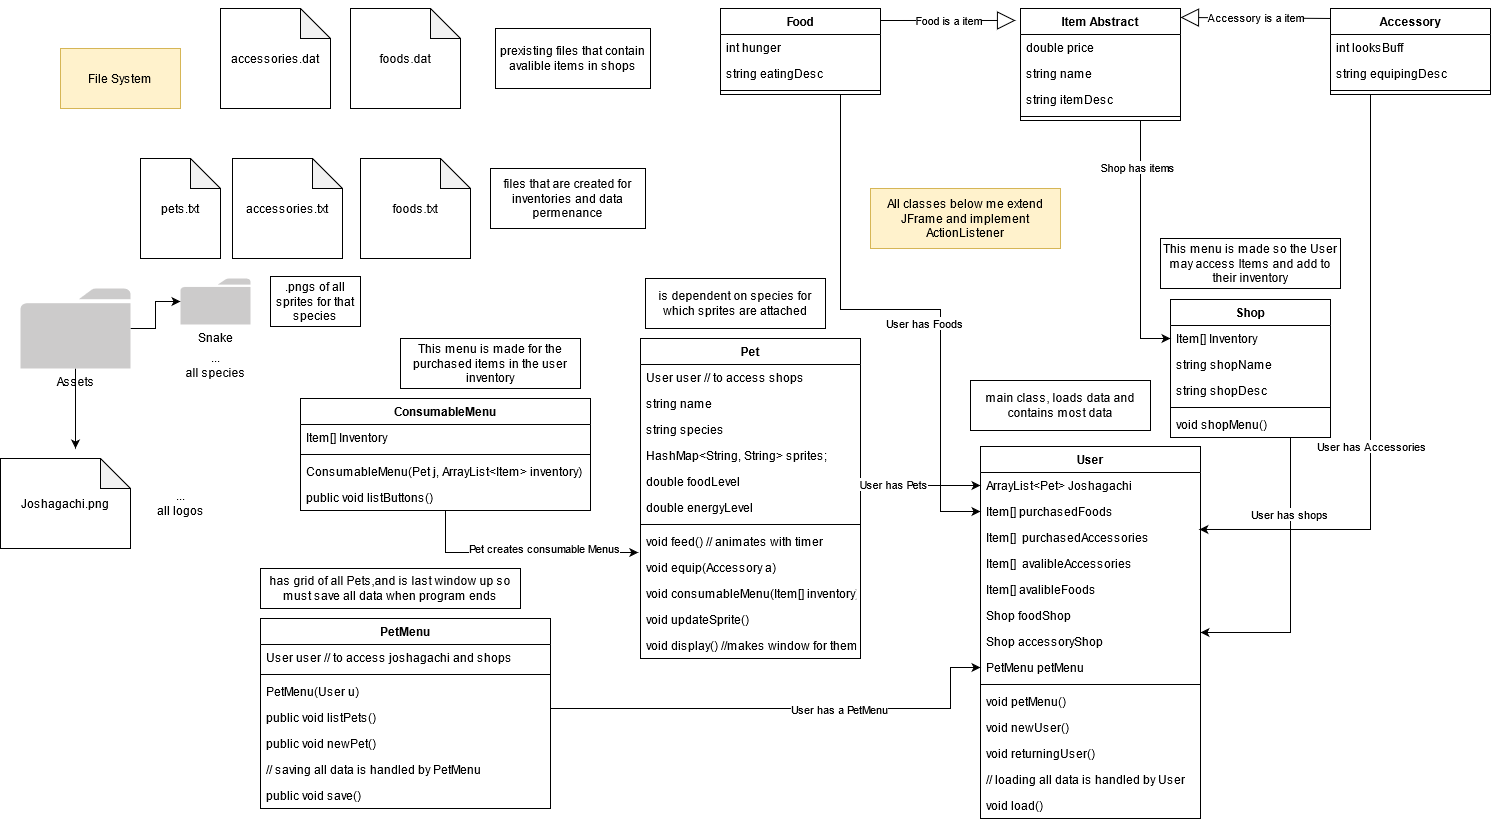 File System
accessories.dat
foods.dat
prexisting files that contain
avalible items in shops
pets.txt
accessories.txt
foods.txt
files that are created for
inventories and data
permenance
Assets
Snake
...
all species
.pngs of all
sprites for that
species
Joshagachi.png
...
all logos
Food
int hunger
string eatingDesc
Food is a item
Item Abstract
double price
string name
string itemDesc
Accessory is a item
Accessory
int looksBuff
string equipingDesc
Shop has items
All classes below me extend
JFrame and implement
ActionListener
This menu is made so the User
may access Items and add to
their inventory
Shop
Item[] Inventory
string shopName
string shopDesc
void shopMenu()
is dependent on species for
which sprites are attached
User has Foods
This menu is made for the
purchased items in the user
inventory
ConsumableMenu
Item[] Inventory
ConsumableMenu(Pet j, ArrayList<Item> inventory)
public void listButtons()
Pet creates consumable Menus
Pet
User user // to access shops
string name
string species
HashMap<String, String> sprites;
double foodLevel
double energyLevel
void feed() // animates with timer
void equip(Accessory a)
void consumableMenu(Item[] inventory)
void updateSprite()
void display() //makes window for them
User has Pets
main class, loads data and
contains most data
User has Accessories
User has shops
User
ArrayList<Pet> Joshagachi
Item[] purchasedFoods
Item[]  purchasedAccessories
Item[]  avalibleAccessories
Item[] avalibleFoods
Shop foodShop
Shop accessoryShop
PetMenu petMenu
void petMenu()
void newUser()
void returningUser()
// loading all data is handled by User
void load()
has grid of all Pets,and is last window up so
must save all data when program ends
PetMenu
User user // to access joshagachi and shops
PetMenu(User u)
public void listPets()
public void newPet()
// saving all data is handled by PetMenu
public void save()
User has a PetMenu